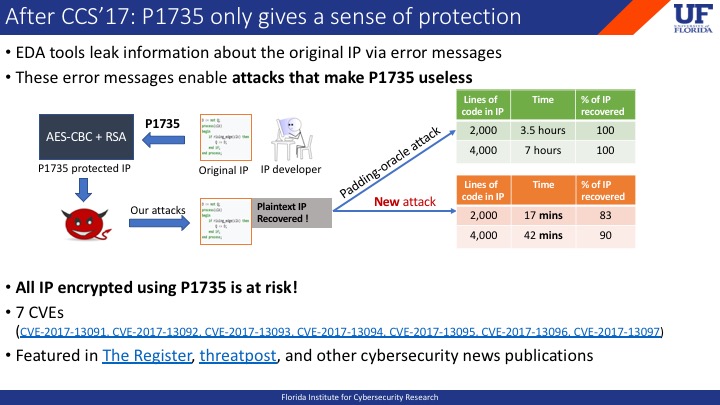 After CCS’17: P1735 only gives a sense of protection
UF
FLORIDA
• EDA tools leak information about the original IP via error messages
• These error messages enable attacks that make P1735 useless
AES-CBC + RSA
P1735
P1735 protected IP
Original IP
IP developer
Our attacks
Plaintext IP
Recovered !
Padding-oracle attack
New attack
Lines of code in IP Time % of IP recovered
2,000 3.5 hours 100
4,000 7 hours 100
Lines of code in IP Time % of IP recovered
2,000 17 mins 83
4,000 42 mins 90
• All IP encrypted using P1735 is at risk!
• 7 CVEs
(CVE-2017-13091, CVE-2017-13092, CVE-2017-13093, CVE-2017-13094, CVE-2017-13095, CVE-2017-13096, CVE-2017-13097)
• Featured in The Register, threatpost, and other cybersecurity news publications
Florida Institute for Cybersecurity Research